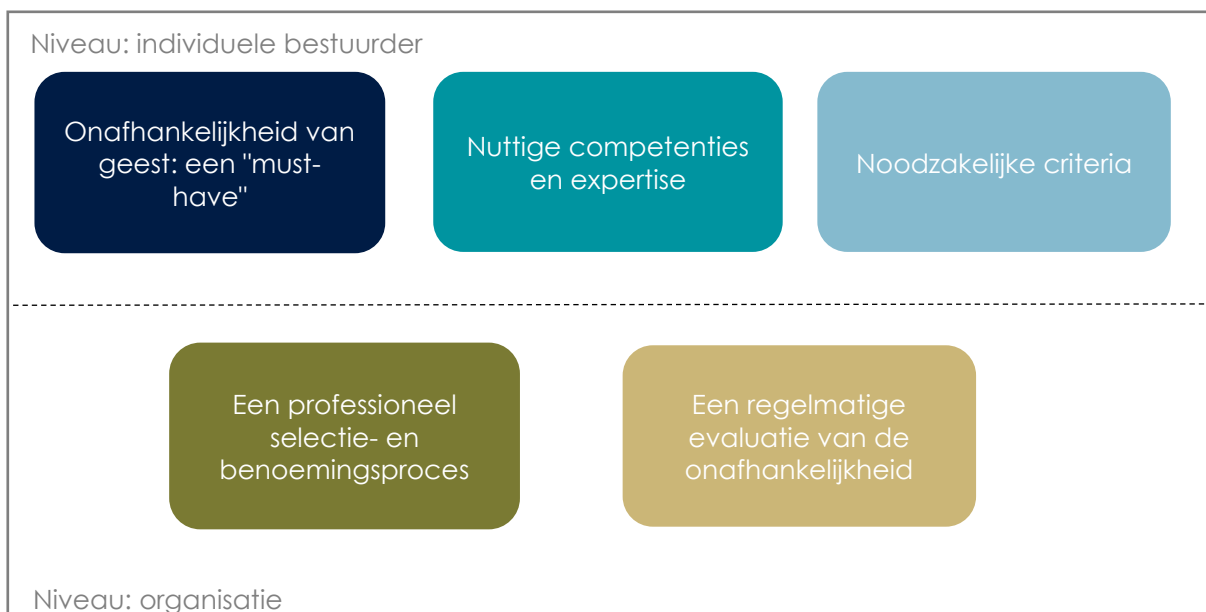 Niveau: individuele bestuurder
Onafhankelijkheid van
geest: een "must-
have"
Nuttige competenties
en expertise
Noodzakelijke criteria
Een professioneel
selectie- en
benoemingsproces
Een regelmatige
evaluatie van de
onafhankelijkheid
Niveau: organisatie